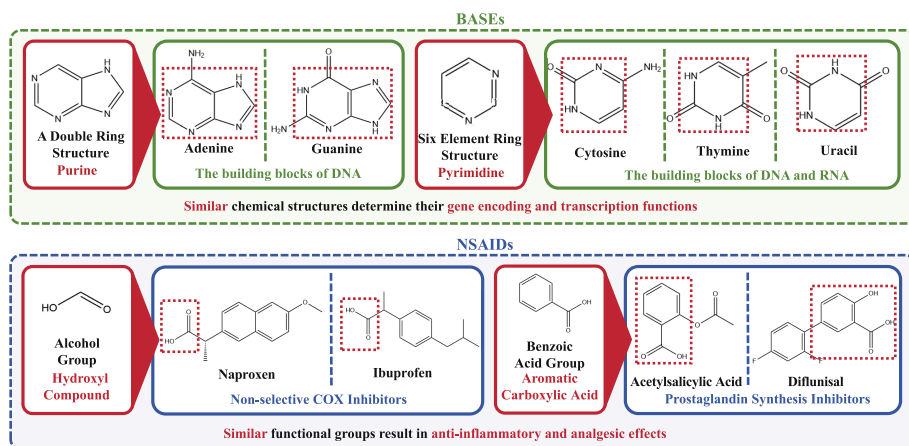 BASEs
A Double Ring
Structure
Purine
NH2
N
N
N
H
N
Adenine
O
HN
H2N
N
N
N
H
Guanine
The building blocks of DNA
Six Element Ring
Structure
Pyrimidine
O
N
NH2
HN
Cytosine
HN
O
N
H
O
Thymine
H
N
O
O
HN
Uracil
The building blocks of DNA and RNA
Similar chemical structures determine their gene encoding and transcription functions
NSAIDs
HO
O
Alcohol
Group
Hydroxyl
Compound
O
HO
O
Naproxen
HO
O
Ibuprofen
Non-selective COX Inhibitors
OH
O
Benzoic
Acid Group
Aromatic
Carboxylic Acid
O
O
O
OH
Acetylsalicylic Acid
OH
OH
O
F
F
Diflunisal
Prostaglandin Synthesis Inhibitors
Similar functional groups result in anti-inflammatory and analgesic effects